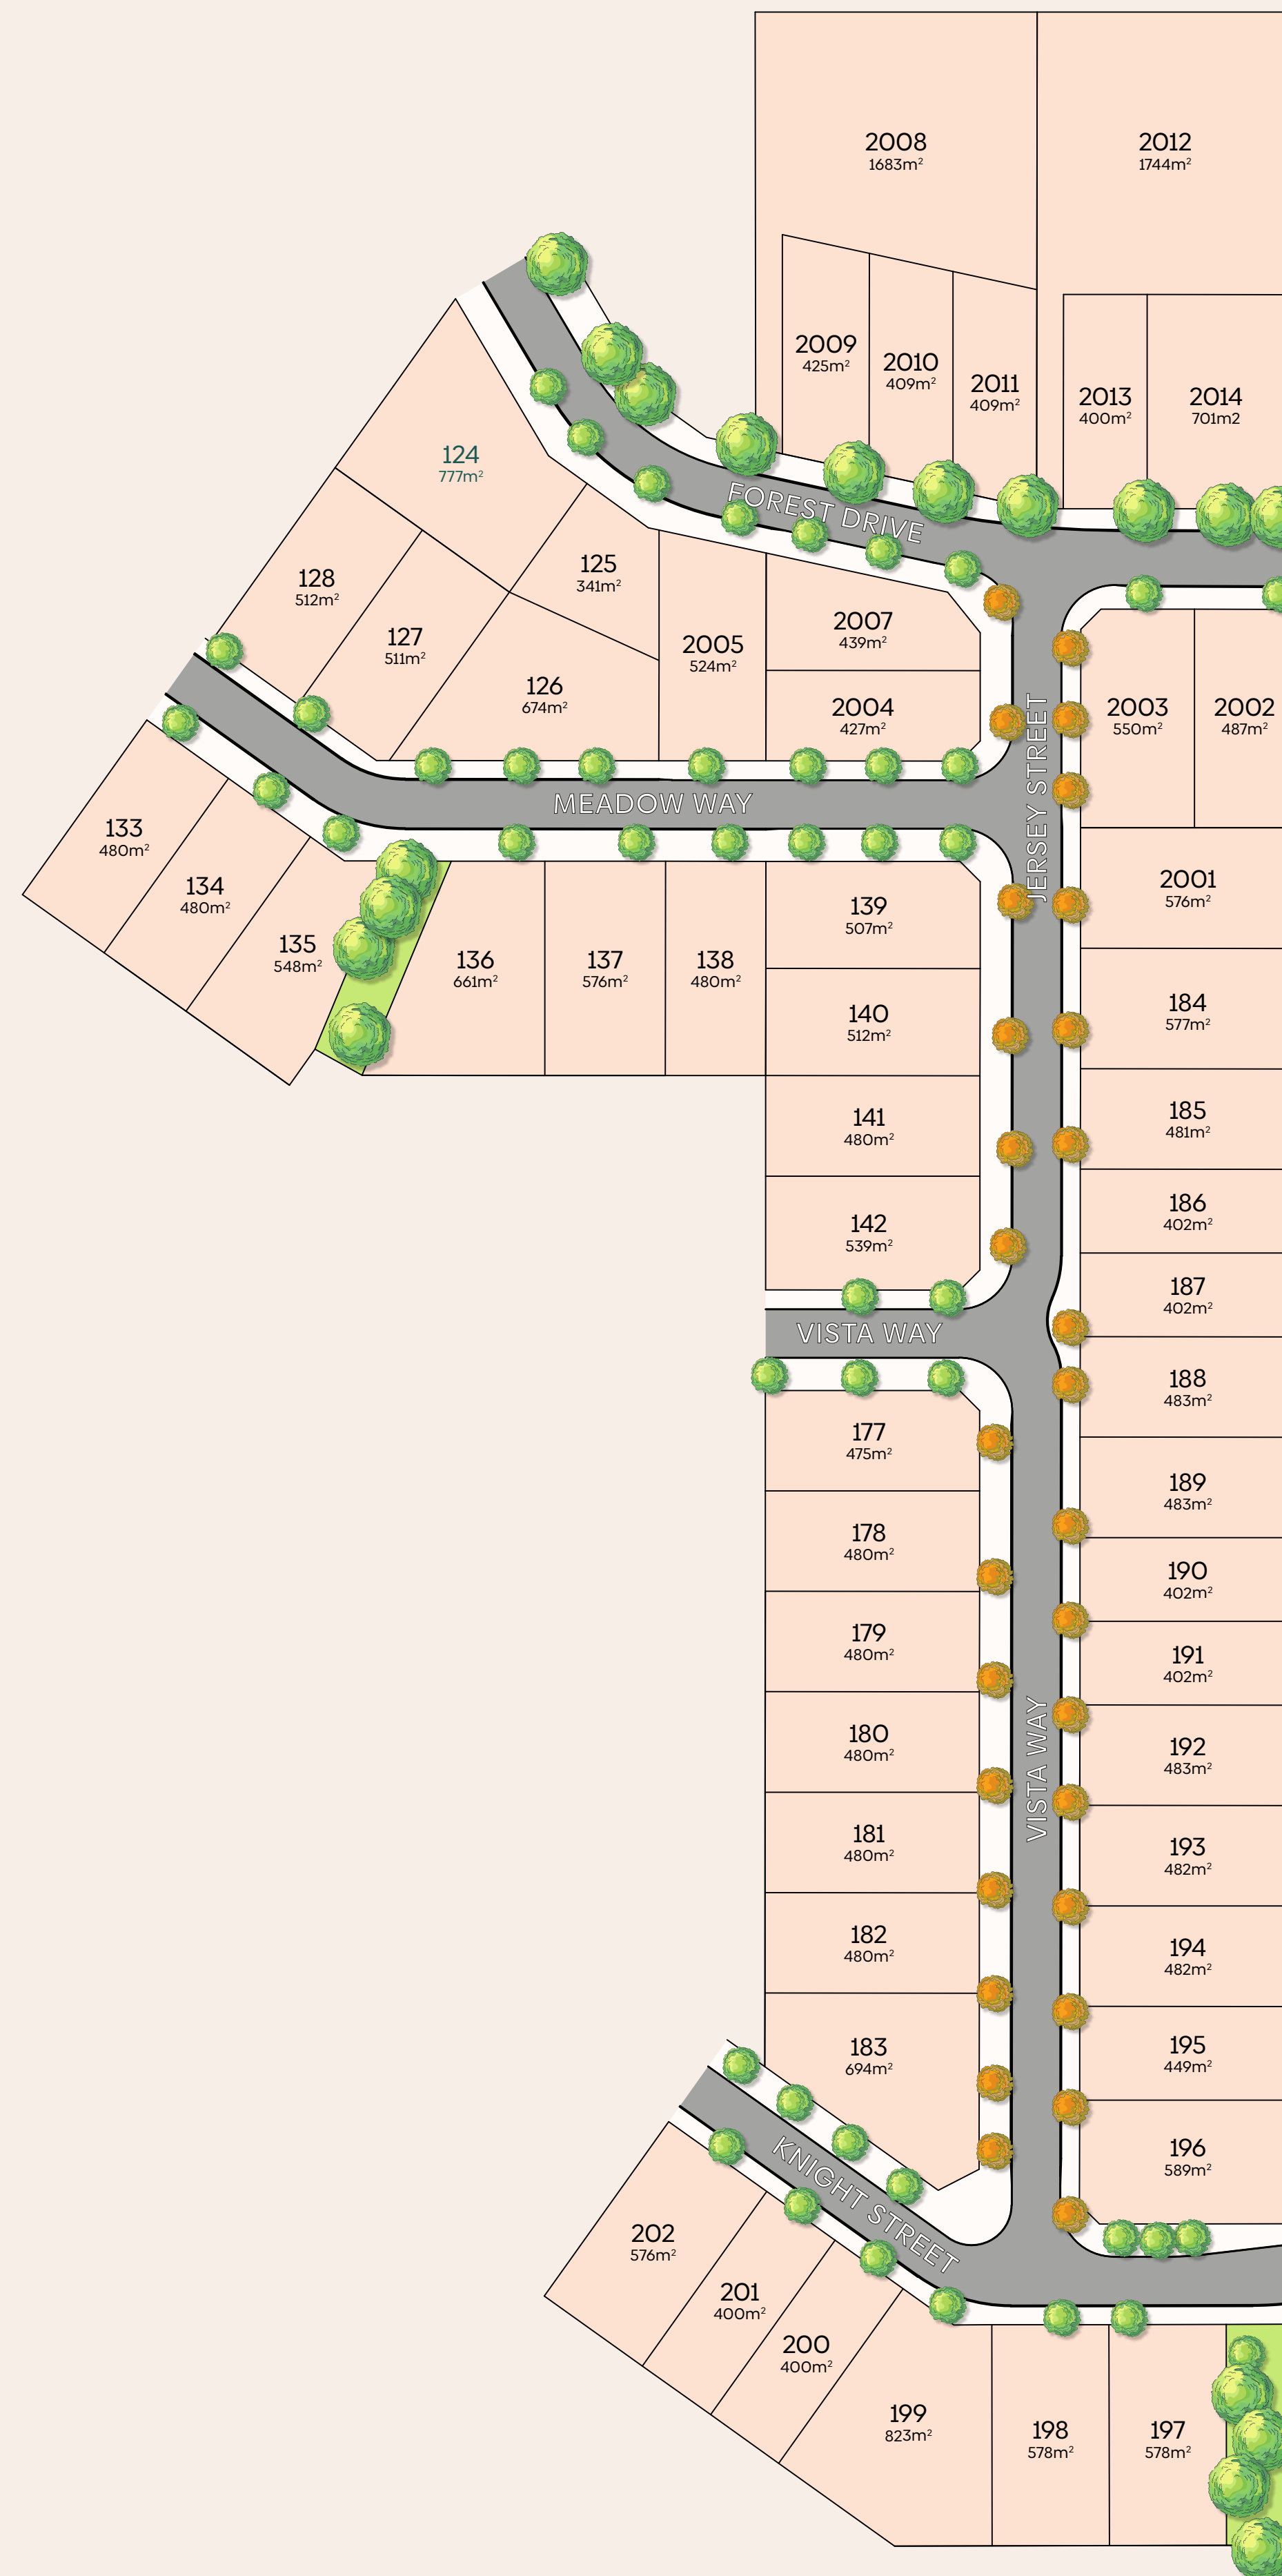 2008
1683m²
2012
1744m²
2009
425m²
2010
409m²
2011
409m²
2013
400m²
2014
701m2
124
777m²
FOREST DRIVE
125
341m²
128
512m²
127
511m²
126
674m²
2005
524m²
2007
439m²
2004
427m²
2003
550m²
2002
487m²
JERSEY STREET
MEADOW WAY
133
480m²
134
480m²
135
548m²
136
661m²
137
576m²
138
480m²
139
507m²
2001
576m²
140
512m²
184
577m²
141
480m²
185
481m²
142
539m²
186
402m²
187
402m²
VISTA WAY
188
483m²
177
475m²
189
483m²
178
480m²
190
402m²
179
480m²
191
402m²
180
480m²
VISTA WAY
192
483m²
181
480m²
193
482m²
182
480m²
194
482m²
183
694m²
195
449m²
196
589m²
KNIGHT STREET
202
576m²
201
400m²
200
400m²
199
823m²
198
578m²
197
578m²